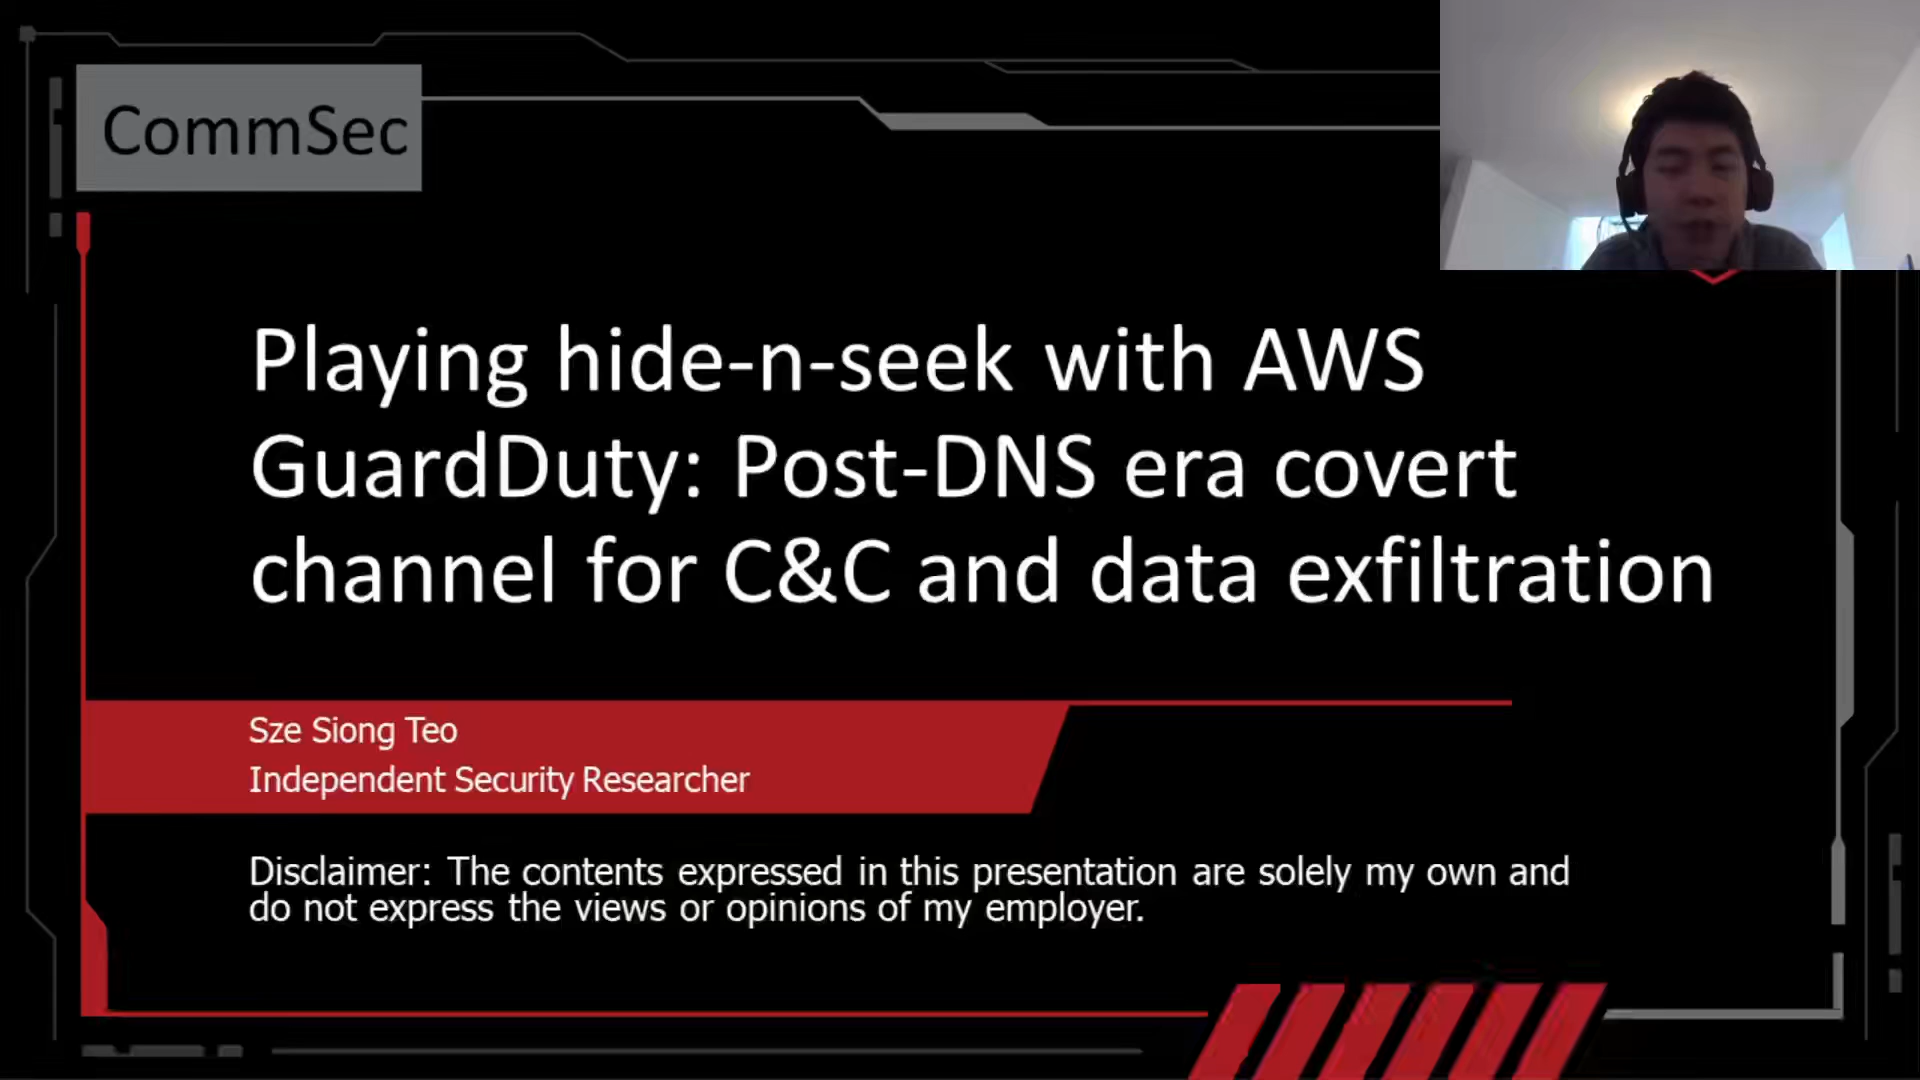 CommSec
Playing hide-n-seek with AWS
GuardDuty: Post-DNS era covert
channel for C&C and data exfiltration
Sze Siong Teo
Independent Security Researcher
Disclaimer: The contents expressed in this presentation are solely my own and
do not express the views or opinions of my employer.